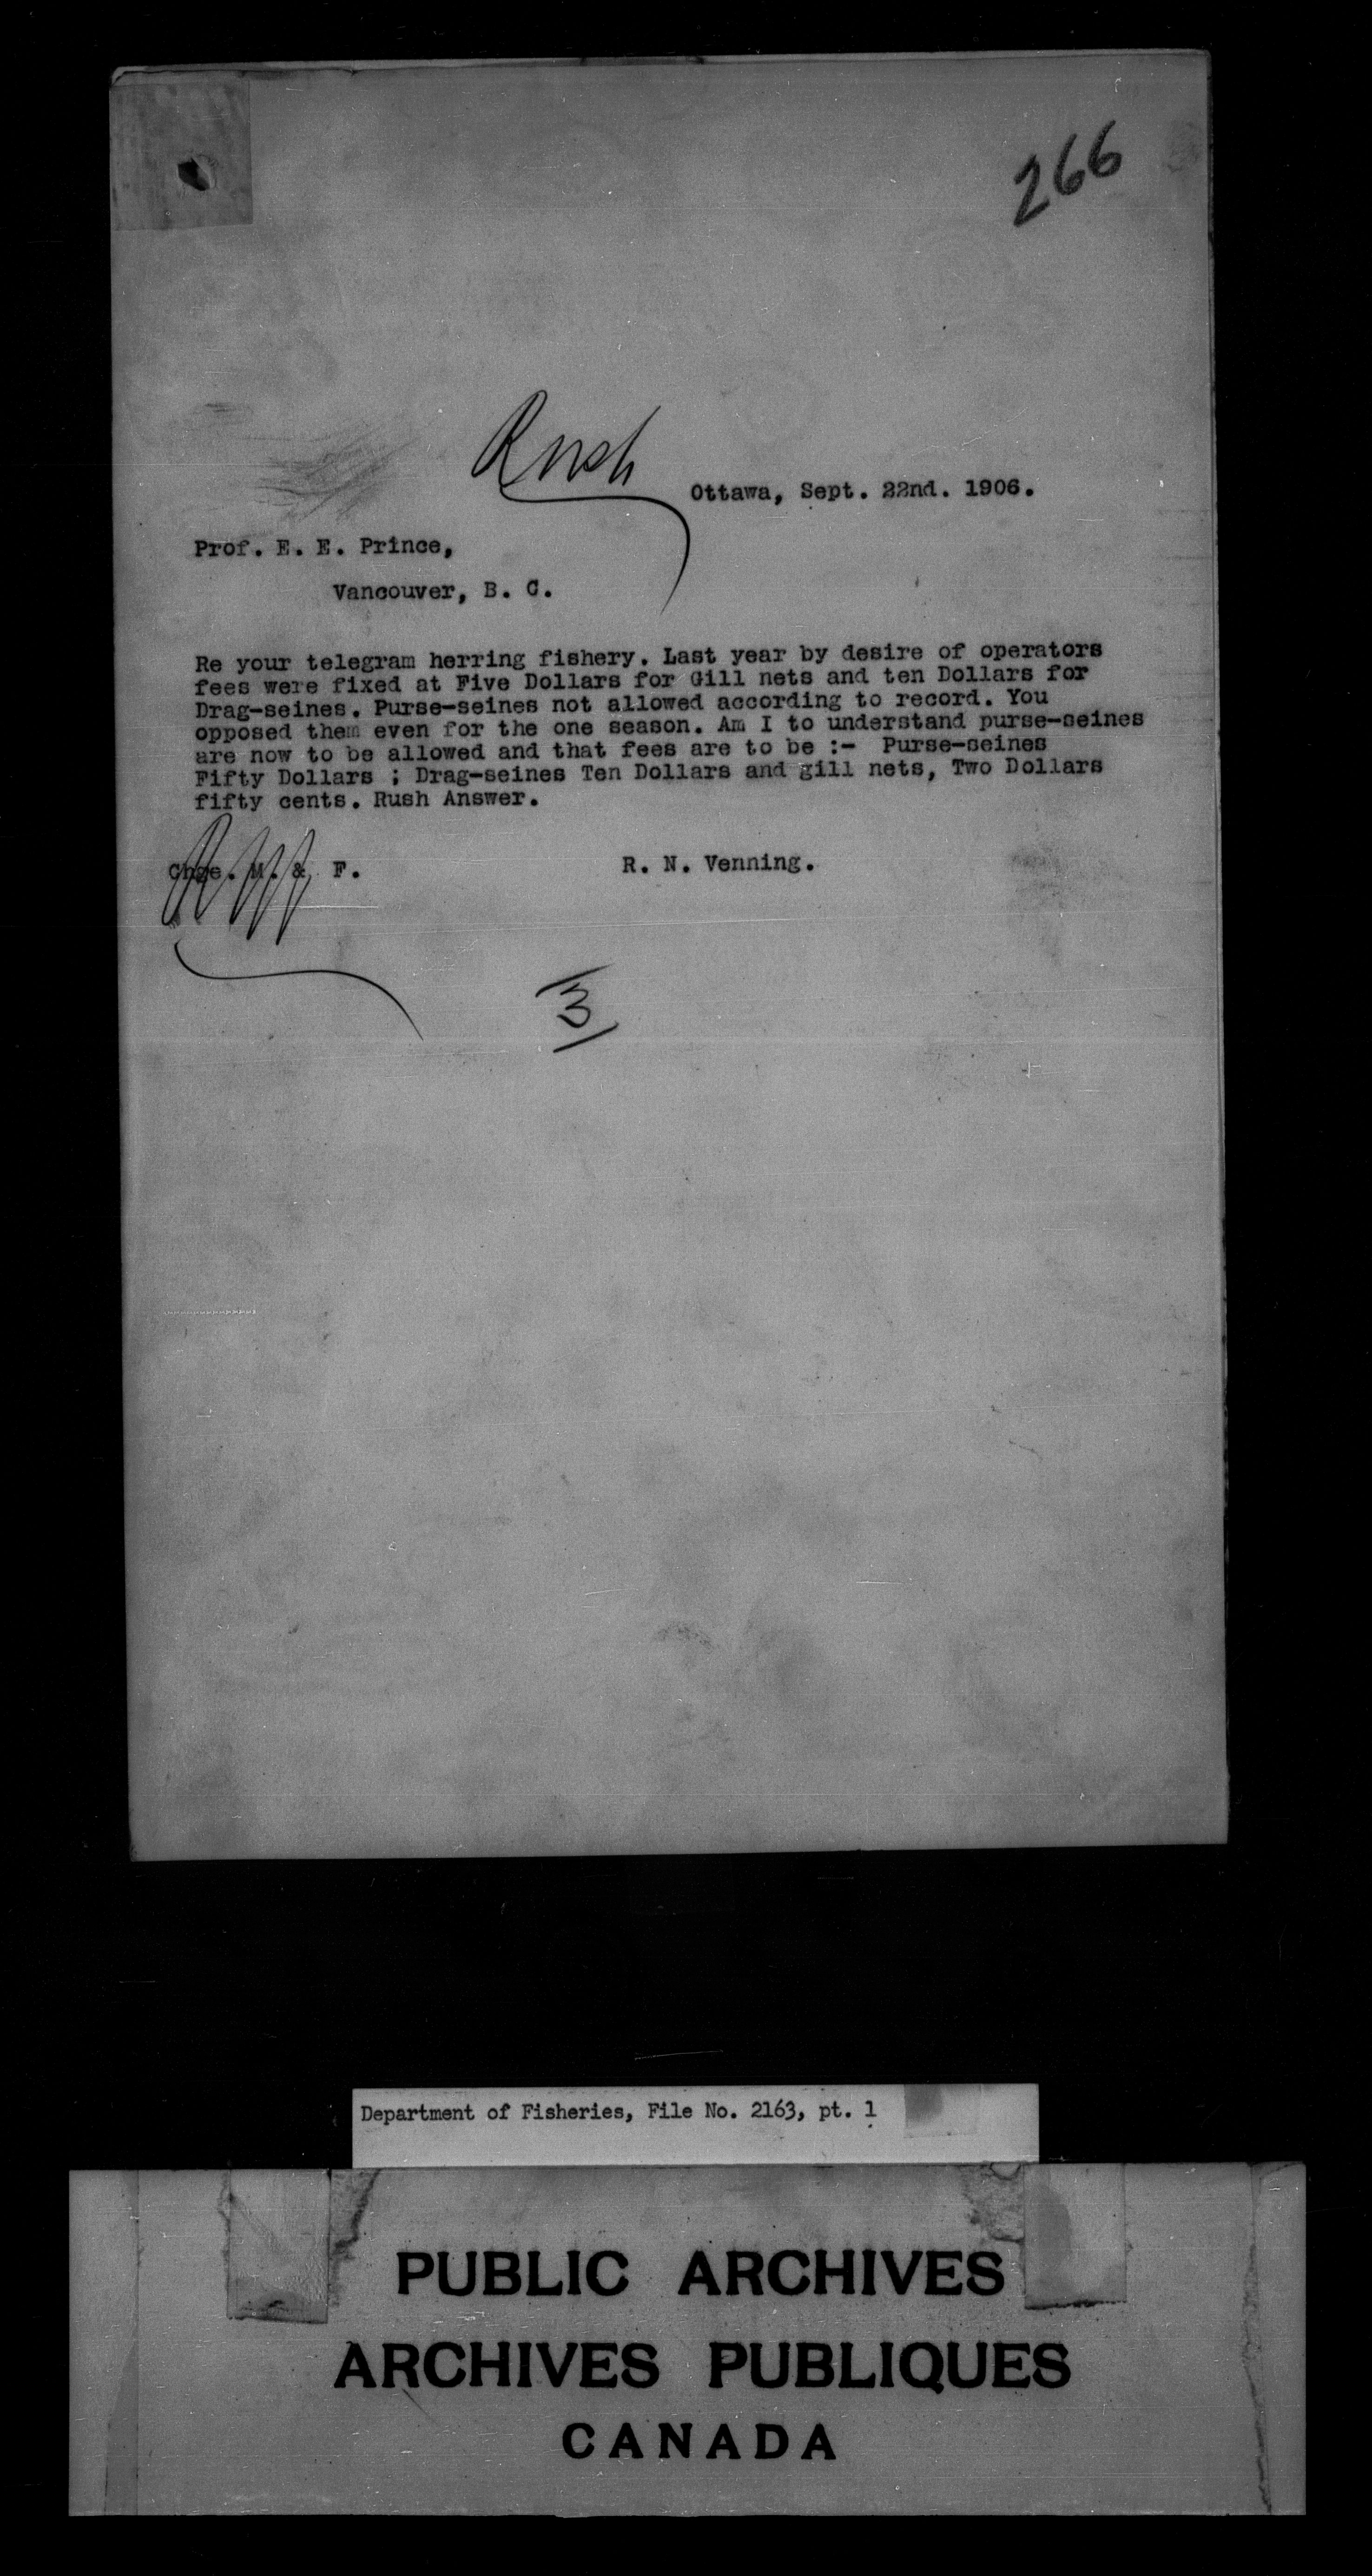 266
Rush
Ottawa, Sept. 22nd. 1906.
Prof. E. E. Prince,
Vancouver, B. C.
Re your telegram herring fishery. Last year by desire of operators
fees were fixed at Five Dollars for Gill nets and ten Dollars for
Drag-seines. Purse-seines not allowed according to record. You
opposed them even for the one season. Am I to understand purse-seines
are now to be allowed and that fees are to be :- Purse-seines
Fifty Dollars ; Drag-seines Ten Dollars and gill nets, Two Dollars
fifty cents. Rush Answer.
Chge. M. & F.
R. N. Venning.
3
Department of Fisheries, File No. 2163, pt. 1
PUBLIC ARCHIVES
ARCHIVES PUBLIQUES
CANADA